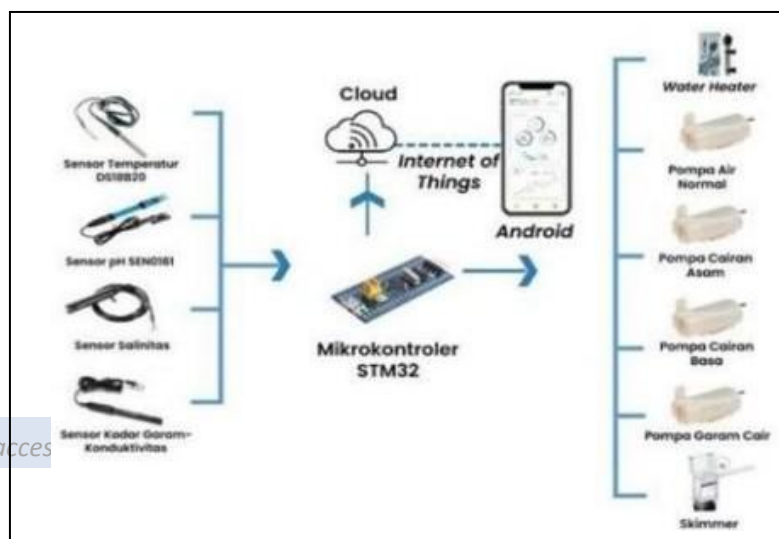 Sensor Temperatur
DS18B20
Sensor pH SEN0161
Sensor Salinitas
Sensor Kadar Garam-
Konduktivitas
acces
Cloud
Internet of
Things
Android
Mikrokontroler
STM32
Water Heater
Pompa Air
Normal
Pompa Cairan
Asam
Pompa Cairan
Basa
Pompa Garam Cair
Skimmer